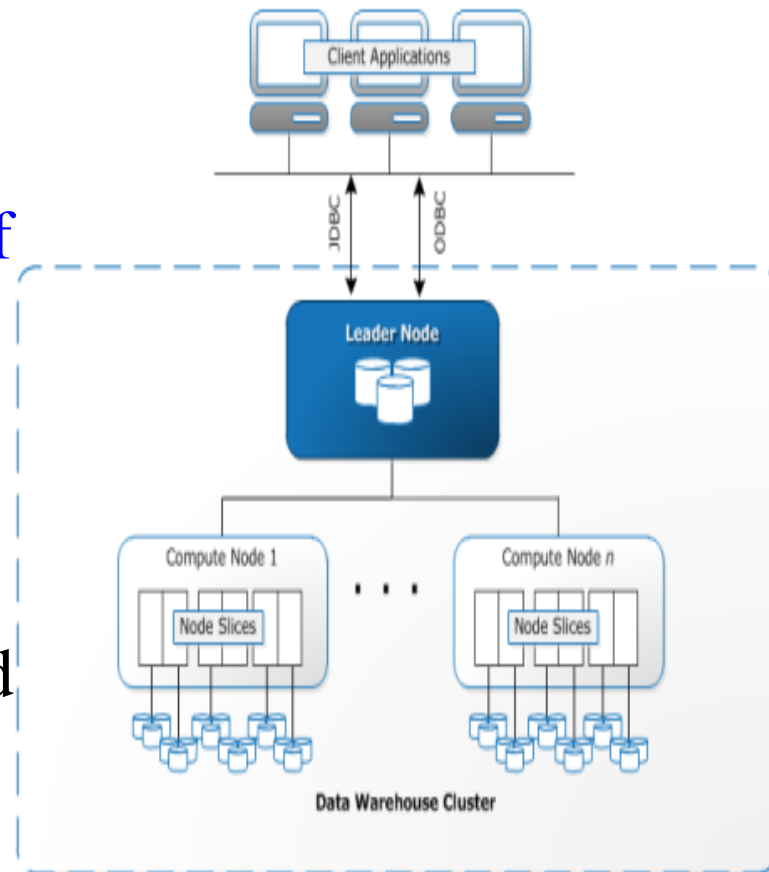 Client Applications
JDBC
ODBC
f
Leader Node
Compute Node 1
Compute Node n
. . .
Node Slices
Node Slices
d
Data Warehouse Cluster